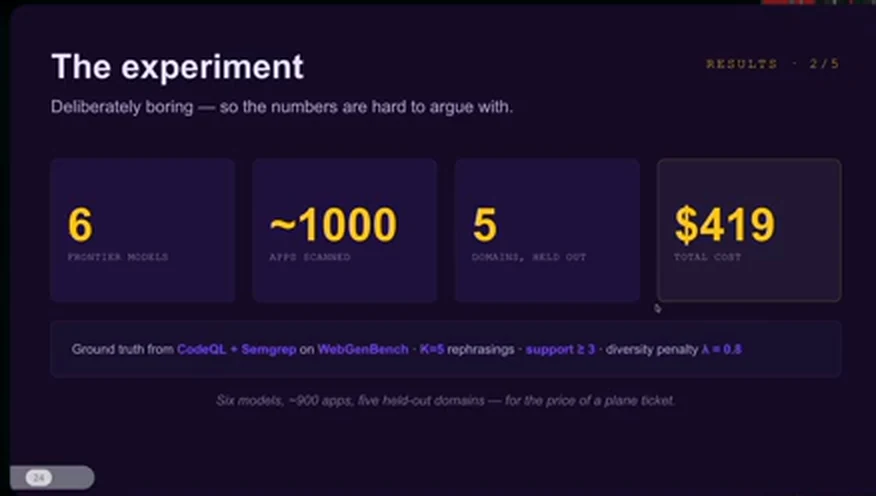 The experiment
RESULTS · 2/5
Deliberately boring — so the numbers are hard to argue with.
6
FRONTIER MODELS
~1000
APPS SCANNED
5
DOMAINS, HELD OUT
$419
TOTAL COST
Ground truth from CodeQL + Semgrep on WebGenBench · K=5 rephrasings · support ≥ 3 · diversity penalty λ = 0.8
Six models, ~900 apps, five held-out domains — for the price of a plane ticket.
24